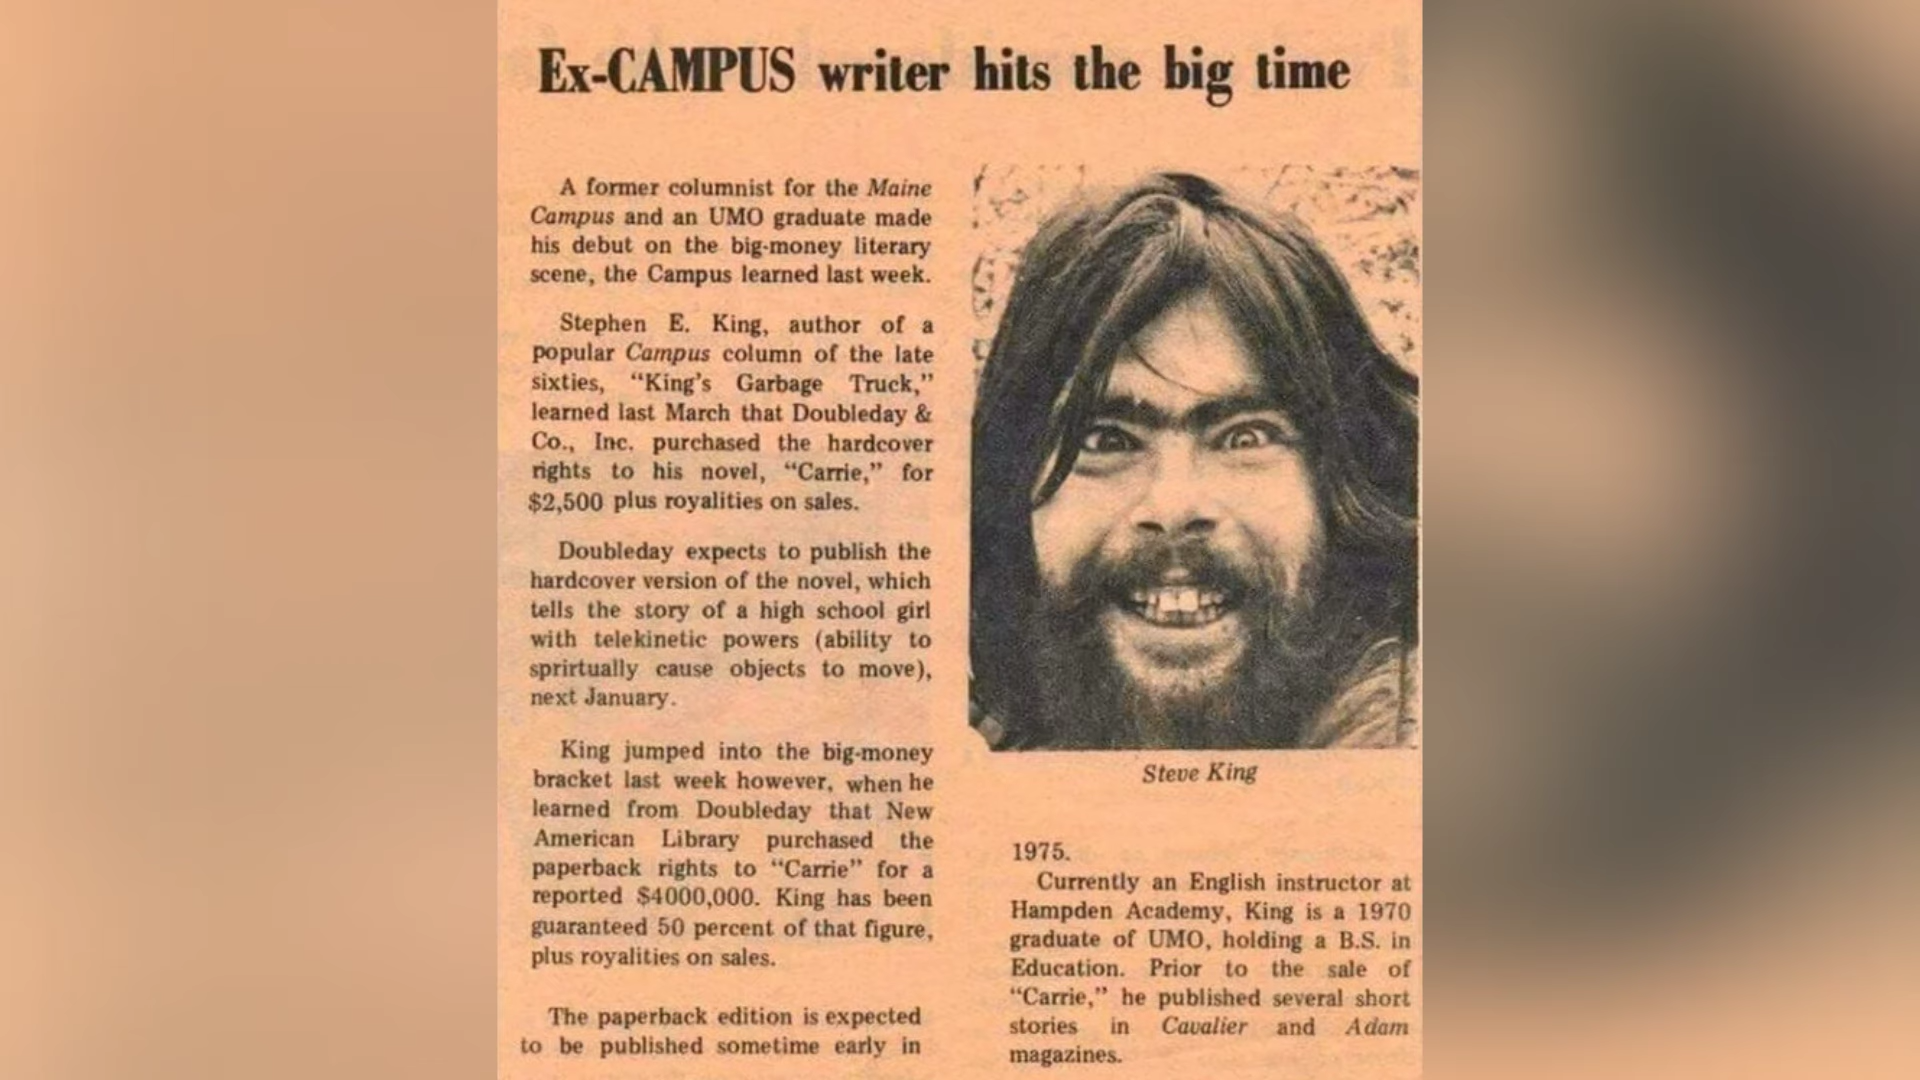 Ex-CAMPUS writer hits the big time
A former columnist for the Maine
Campus and an UMO graduate made
his debut on the big-money literary
scene, the Campus learned last week.
Stephen E. King, author of a
popular Campus column of the late
sixties, “King’s Garbage Truck,”
learned last March that Doubleday &
Co., Inc. purchased the hardcover
rights to his novel, “Carrie,” for
$2,500 plus royalities on sales.
Doubleday expects to publish the
hardcover version of the novel, which
tells the story of a high school girl
with telekinetic powers (ability to
sprirtually cause objects to move),
next January.
King jumped into the big-money
bracket last week however, when he
learned from Doubleday that New
American Library purchased the
paperback rights to “Carrie” for a
reported $4000,000. King has been
guaranteed 50 percent of that figure,
plus royalities on sales.
The paperback edition is expected
to be published sometime early in
Steve King
1975.
Currently an English instructor at
Hampden Academy, King is a 1970
graduate of UMO, holding a B.S. in
Education. Prior to the sale of
“Carrie,” he published several short
stories in Cavalier and Adam
magazines.